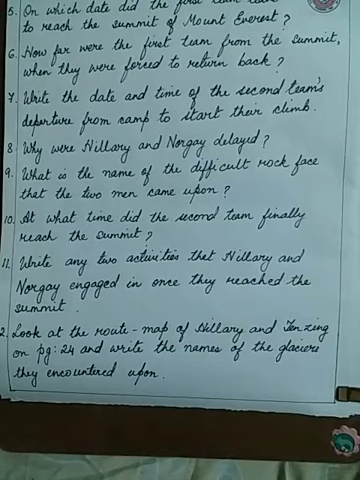 5. On which date did the first team
to reach the summit of Mount Everest?
6. How far were the first team from the summit,
when they were forced to return back?
7. Write the date and time of the second team's
departure from camp to start their climb.
8. Why were Hillary and Norgay delayed?
9. What is the name of the difficult rock face
that the two men came upon?
10. At what time did the second team finally
reach the summit?
11. Write any two activities that Hillary and
Norgay engaged in once they reached the
summit.
2. Look at the route-map of Hillary and Tenzing
on pg: 24 and write the names of the glaciers
they encountered upon.